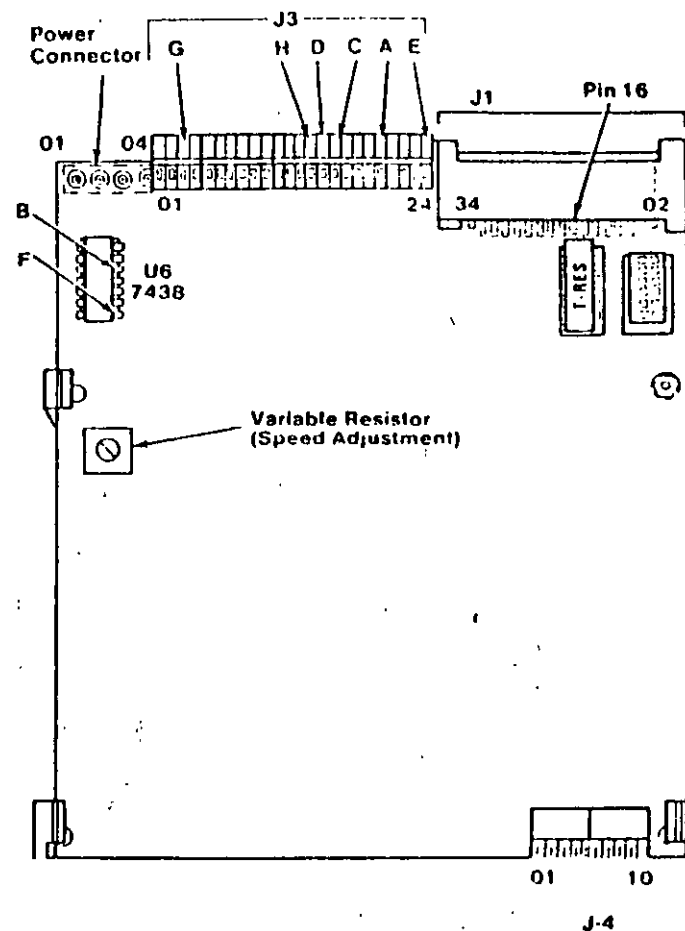 J3
Power
Connector
G
H
D
C
A
E
J1
Pin 16
01
04
01
24
34
02
B
F
U6
7438
T-RES
Variable Resistor
(Speed Adjustment)
01
10
J-4